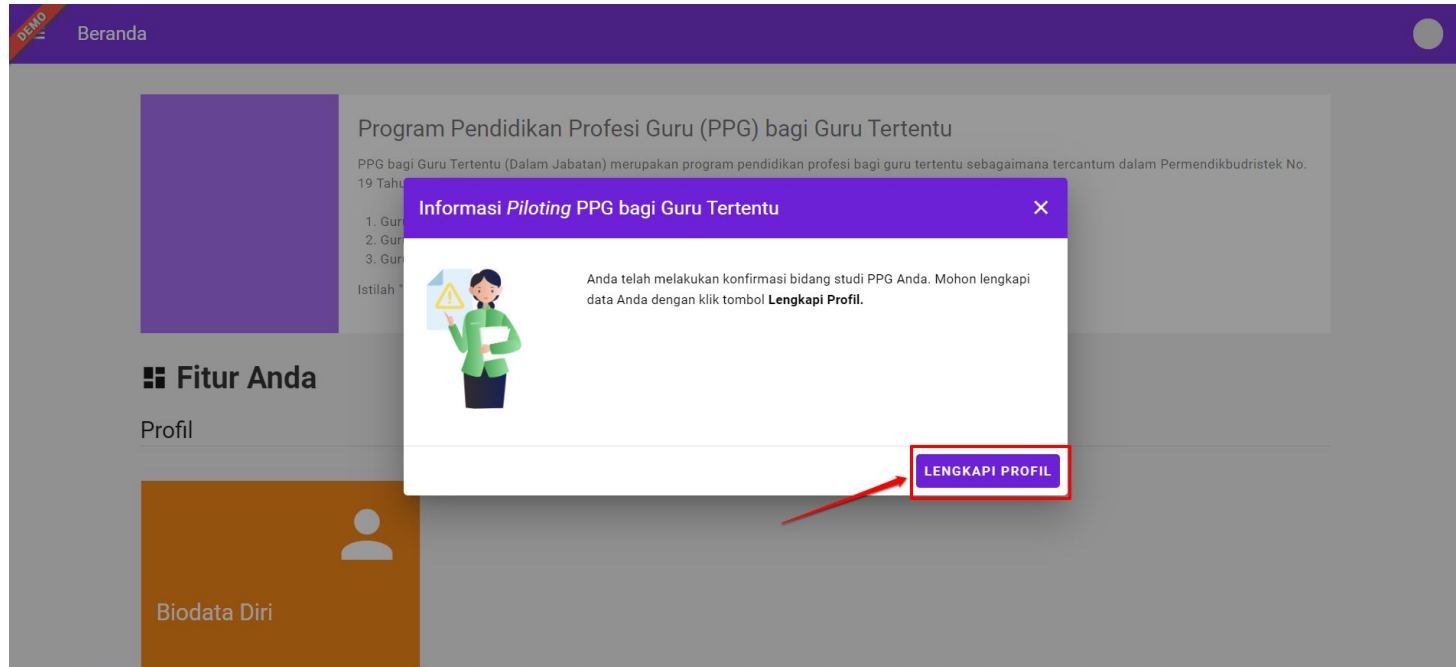 DEMO
Beranda
Program Pendidikan Profesi Guru (PPG) bagi Guru Tertentu
PPG bagi Guru Tertentu (Dalam Jabatan) merupakan program pendidikan profesi bagi guru tertentu sebagaimana tercantum dalam Permendikbudristek No.
19 Tahu
1. Gur
2. Gur
3. Gur
Istilah "
Informasi Piloting PPG bagi Guru Tertentu
Anda telah melakukan konfirmasi bidang studi PPG Anda. Mohon lengkapi
data Anda dengan klik tombol Lengkapi Profil.
LENGKAPI PROFIL
Fitur Anda
Profil
Biodata Diri